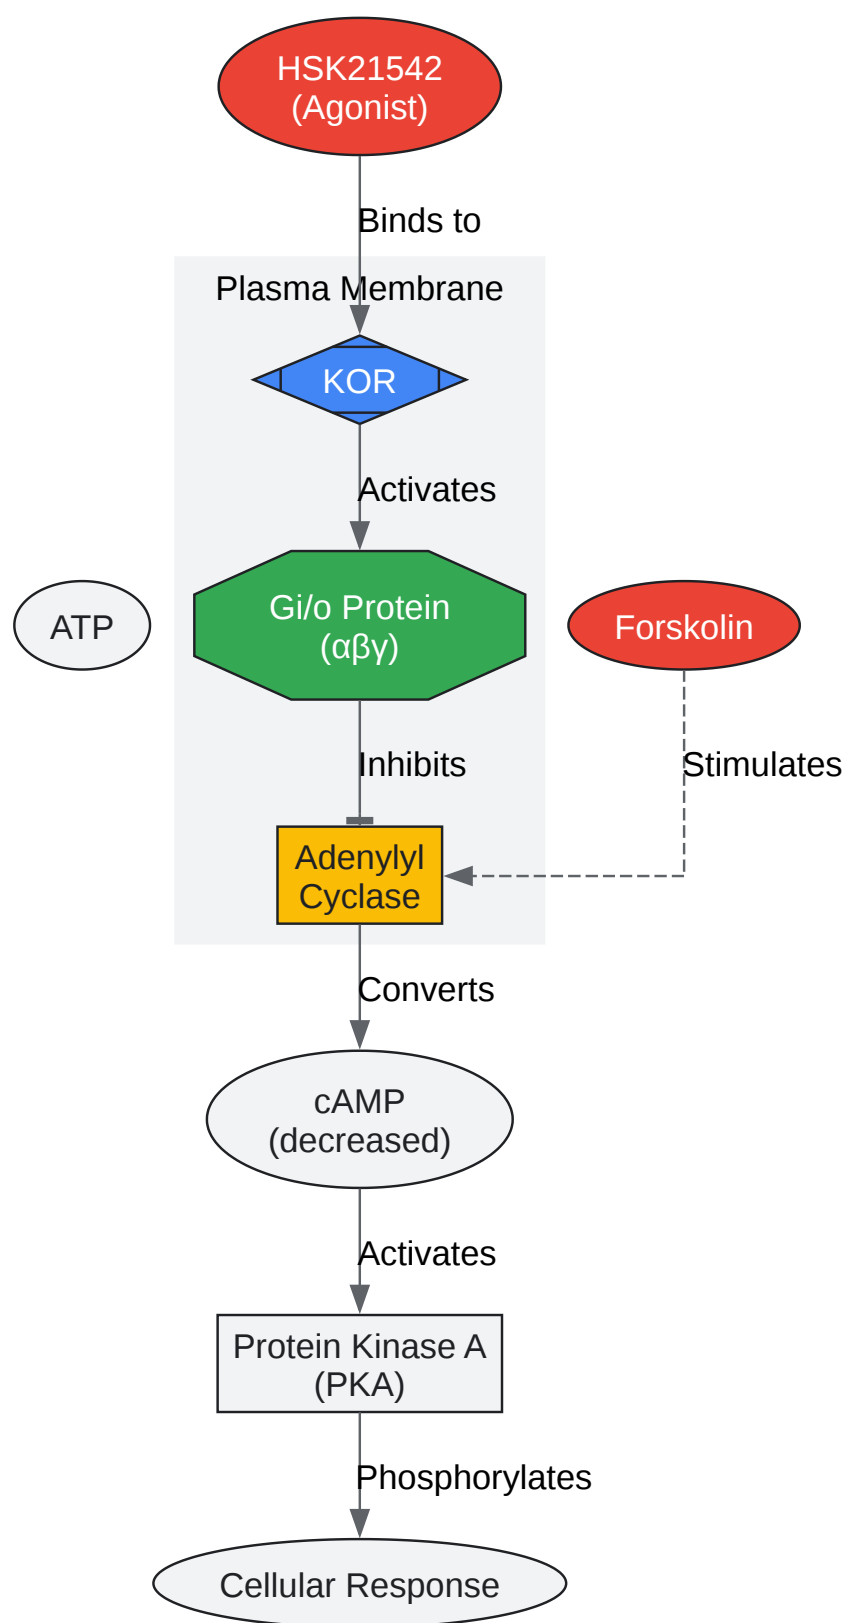 HSK21542
(Agonist)
Binds to
Plasma Membrane
KOR
Activates
Gi/o Protein
(αβγ)
ATP
Forskolin
Inhibits
Stimulates
Adenylyl
Cyclase
Converts
cAMP
(decreased)
Activates
Protein Kinase A
(PKA)
Phosphorylates
Cellular Response